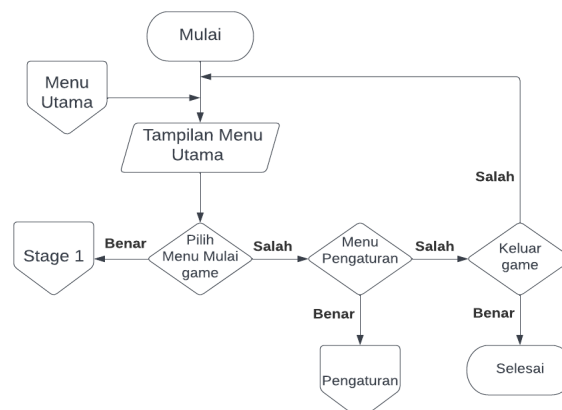 Mulai
Menu
Utama
Tampilan Menu
Utama
Salah
Stage 1
Benar
Pilih
Menu Mulai
game
Salah
Menu
Pengaturan
Salah
Keluar
game
Benar
Benar
Pengaturan
Selesai